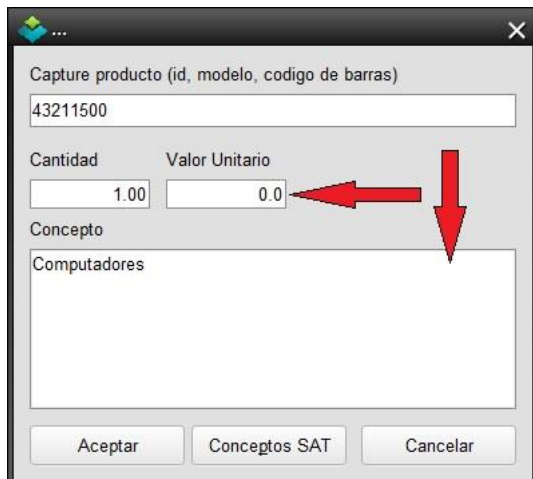 ...
Capture producto (id, modelo, codigo de barras)
43211500
Cantidad Valor Unitario
1.00 0.0
Concepto
Computadores
Aceptar Conceptos SAT Cancelar